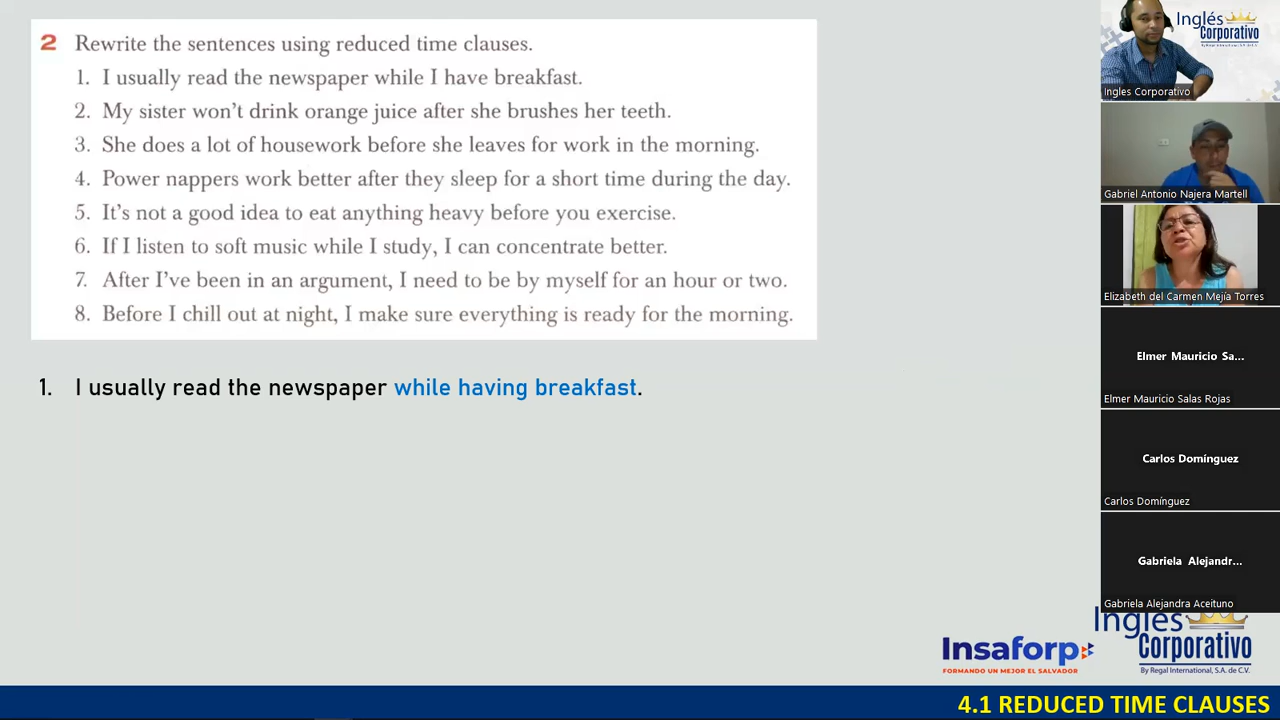 2 Rewrite the sentences using reduced time clauses.
1. I usually read the newspaper while I have breakfast.
2. My sister won't drink orange juice after she brushes her teeth.
3. She does a lot of housework before she leaves for work in the morning.
4. Power nappers work better after they sleep for a short time during the day.
5. It's not a good idea to eat anything heavy before you exercise.
6. If I listen to soft music while I study, I can concentrate better.
7. After I've been in an argument, I need to be by myself for an hour or two.
8. Before I chill out at night, I make sure everything is ready for the morning.
1. I usually read the newspaper while having breakfast.
Inglés
Corporativo
By Regal International, S.A. de C.V.
Ingles Corporativo
Gabriel Antonio Najera Martell
Elizabeth del Carmen Mejía Torres
Elmer Mauricio Sa...
Elmer Mauricio Salas Rojas
Carlos Domínguez
Carlos Domínguez
Gabriela Alejandr...
Gabriela Alejandra Aceituno
Insaforp
FORMANDO UN MEJOR EL SALVADOR
Inglés
Corporativo
By Regal International, S.A. de C.V.
4.1 REDUCED TIME CLAUSES